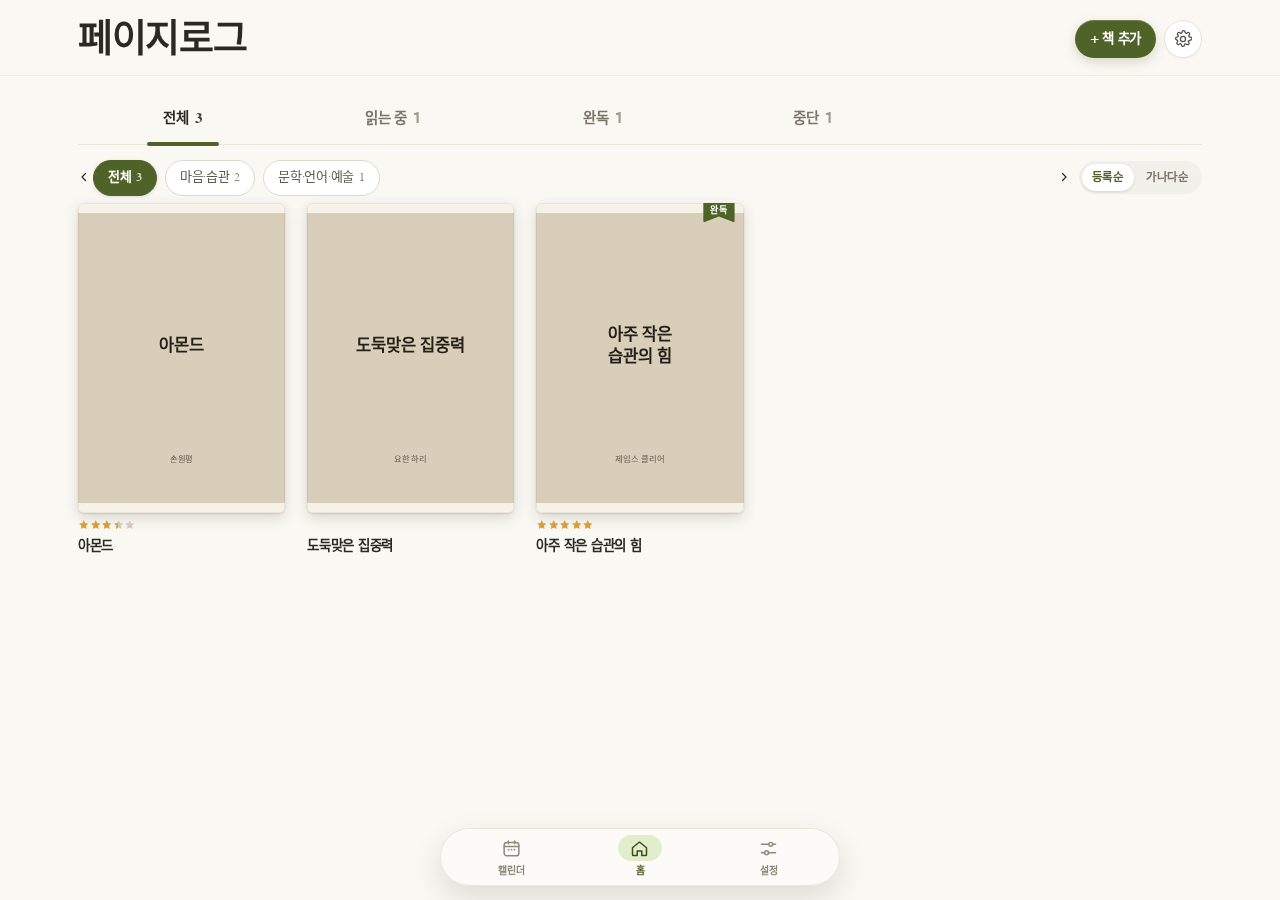 페이지로그
+ 책 추가
전체 3
읽는 중 1
완독 1
중단 1
전체 3
마음·습관 2
문학·언어·예술 1
등록순
가나다순
완독
아몬드
도둑맞은 집중력
아주 작은
습관의 힘
손원평
요한 하리
제임스 클리어
아몬드
도둑맞은 집중력
아주 작은 습관의 힘
캘린더
홈
설정